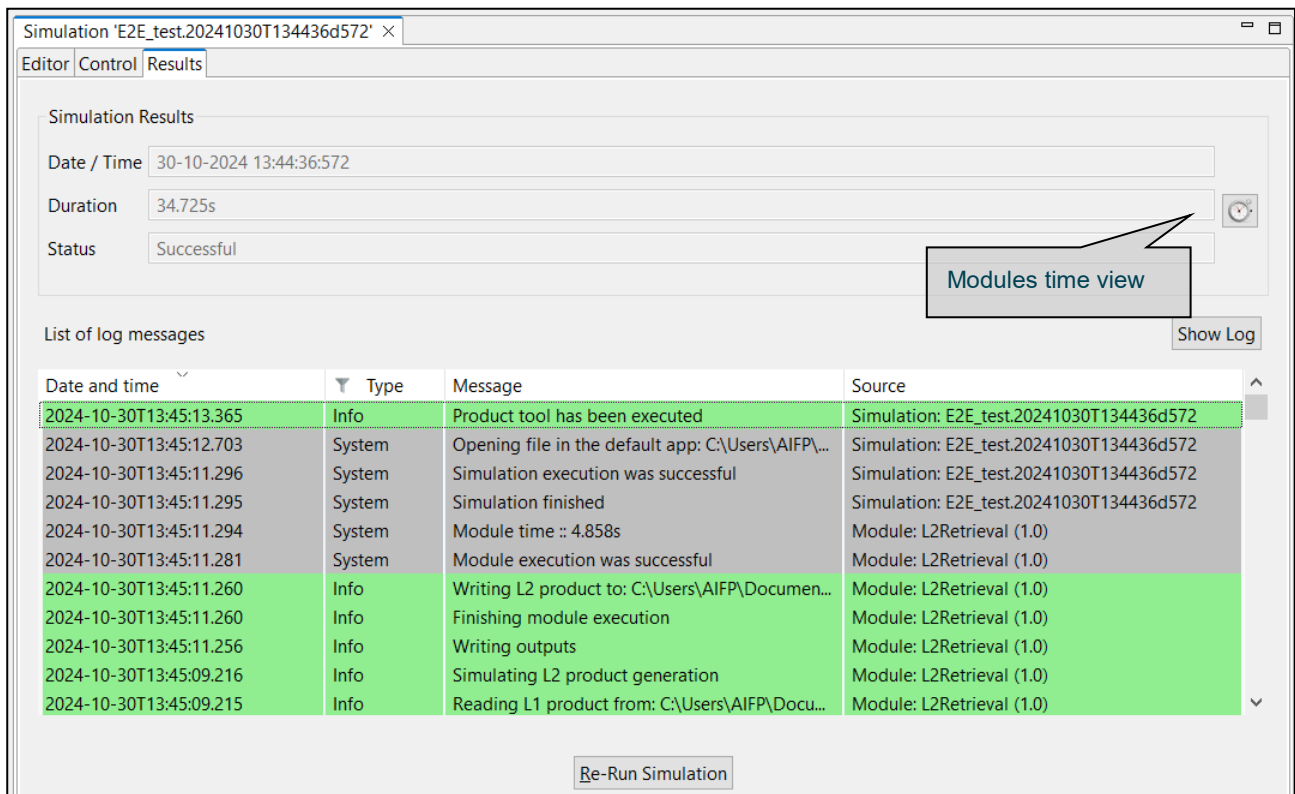 Simulation 'E2E_test.20241030T134436d572'
Editor Control Results
Simulation Results
Date / Time 30-10-2024 13:44:36:572
Duration 34.725s
Status Successful
Modules time view
List of log messages Show Log
Date and time Type Message Source
2024-10-30T13:45:13.365 Info Product tool has been executed Simulation: E2E_test.20241030T134436d572
2024-10-30T13:45:12.703 System Opening file in the default app: C:\Users\AIFP\... Simulation: E2E_test.20241030T134436d572
2024-10-30T13:45:11.296 System Simulation execution was successful Simulation: E2E_test.20241030T134436d572
2024-10-30T13:45:11.295 System Simulation finished Simulation: E2E_test.20241030T134436d572
2024-10-30T13:45:11.294 System Module time :: 4.858s Module: L2Retrieval (1.0)
2024-10-30T13:45:11.281 System Module execution was successful Module: L2Retrieval (1.0)
2024-10-30T13:45:11.260 Info Writing L2 product to: C:\Users\AIFP\Documen... Module: L2Retrieval (1.0)
2024-10-30T13:45:11.260 Info Finishing module execution Module: L2Retrieval (1.0)
2024-10-30T13:45:11.256 Info Writing outputs Module: L2Retrieval (1.0)
2024-10-30T13:45:09.216 Info Simulating L2 product generation Module: L2Retrieval (1.0)
2024-10-30T13:45:09.215 Info Reading L1 product from: C:\Users\AIFP\Docu... Module: L2Retrieval (1.0)
Re-Run Simulation